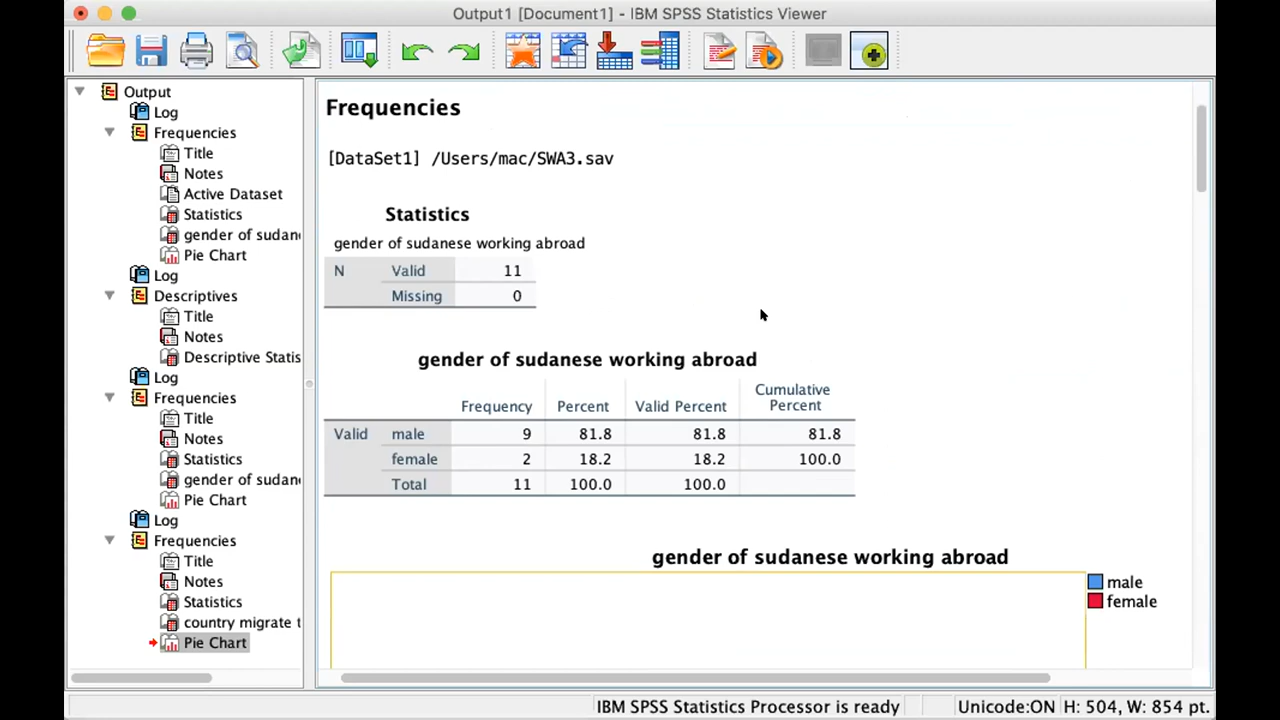 Output1 [Document1] - IBM SPSS Statistics Viewer
Output
Log
Frequencies
Title
Notes
Active Dataset
Statistics
gender of sudan
Pie Chart
Log
Descriptives
Title
Notes
Descriptive Statis
Log
Frequencies
Title
Notes
Statistics
gender of sudan
Pie Chart
Log
Frequencies
Title
Notes
Statistics
country migrate t
Pie Chart
Frequencies
[DataSet1] /Users/mac/SWA3.sav
Statistics
gender of sudanese working abroad
N Valid 11
Missing 0
gender of sudanese working abroad
Frequency Percent Valid Percent Cumulative Percent
Valid male 9 81.8 81.8 81.8
female 2 18.2 18.2 100.0
Total 11 100.0 100.0
gender of sudanese working abroad
male
female
IBM SPSS Statistics Processor is ready Unicode:ON H: 504, W: 854 pt.